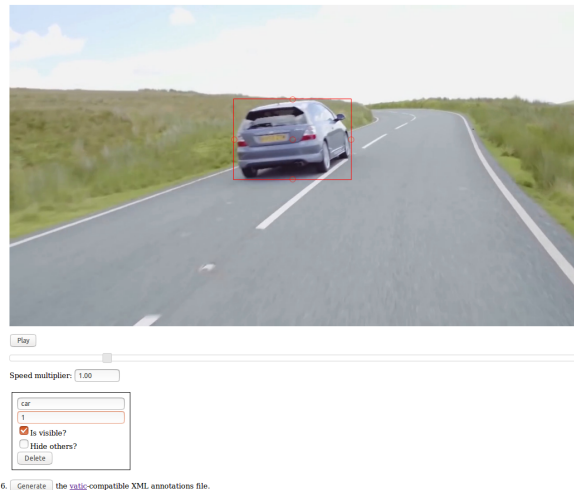 Play
Speed multiplier: 1.00
car
1
Is visible?
Hide others?
Delete
6. Generate the vatic-compatible XML annotations file.